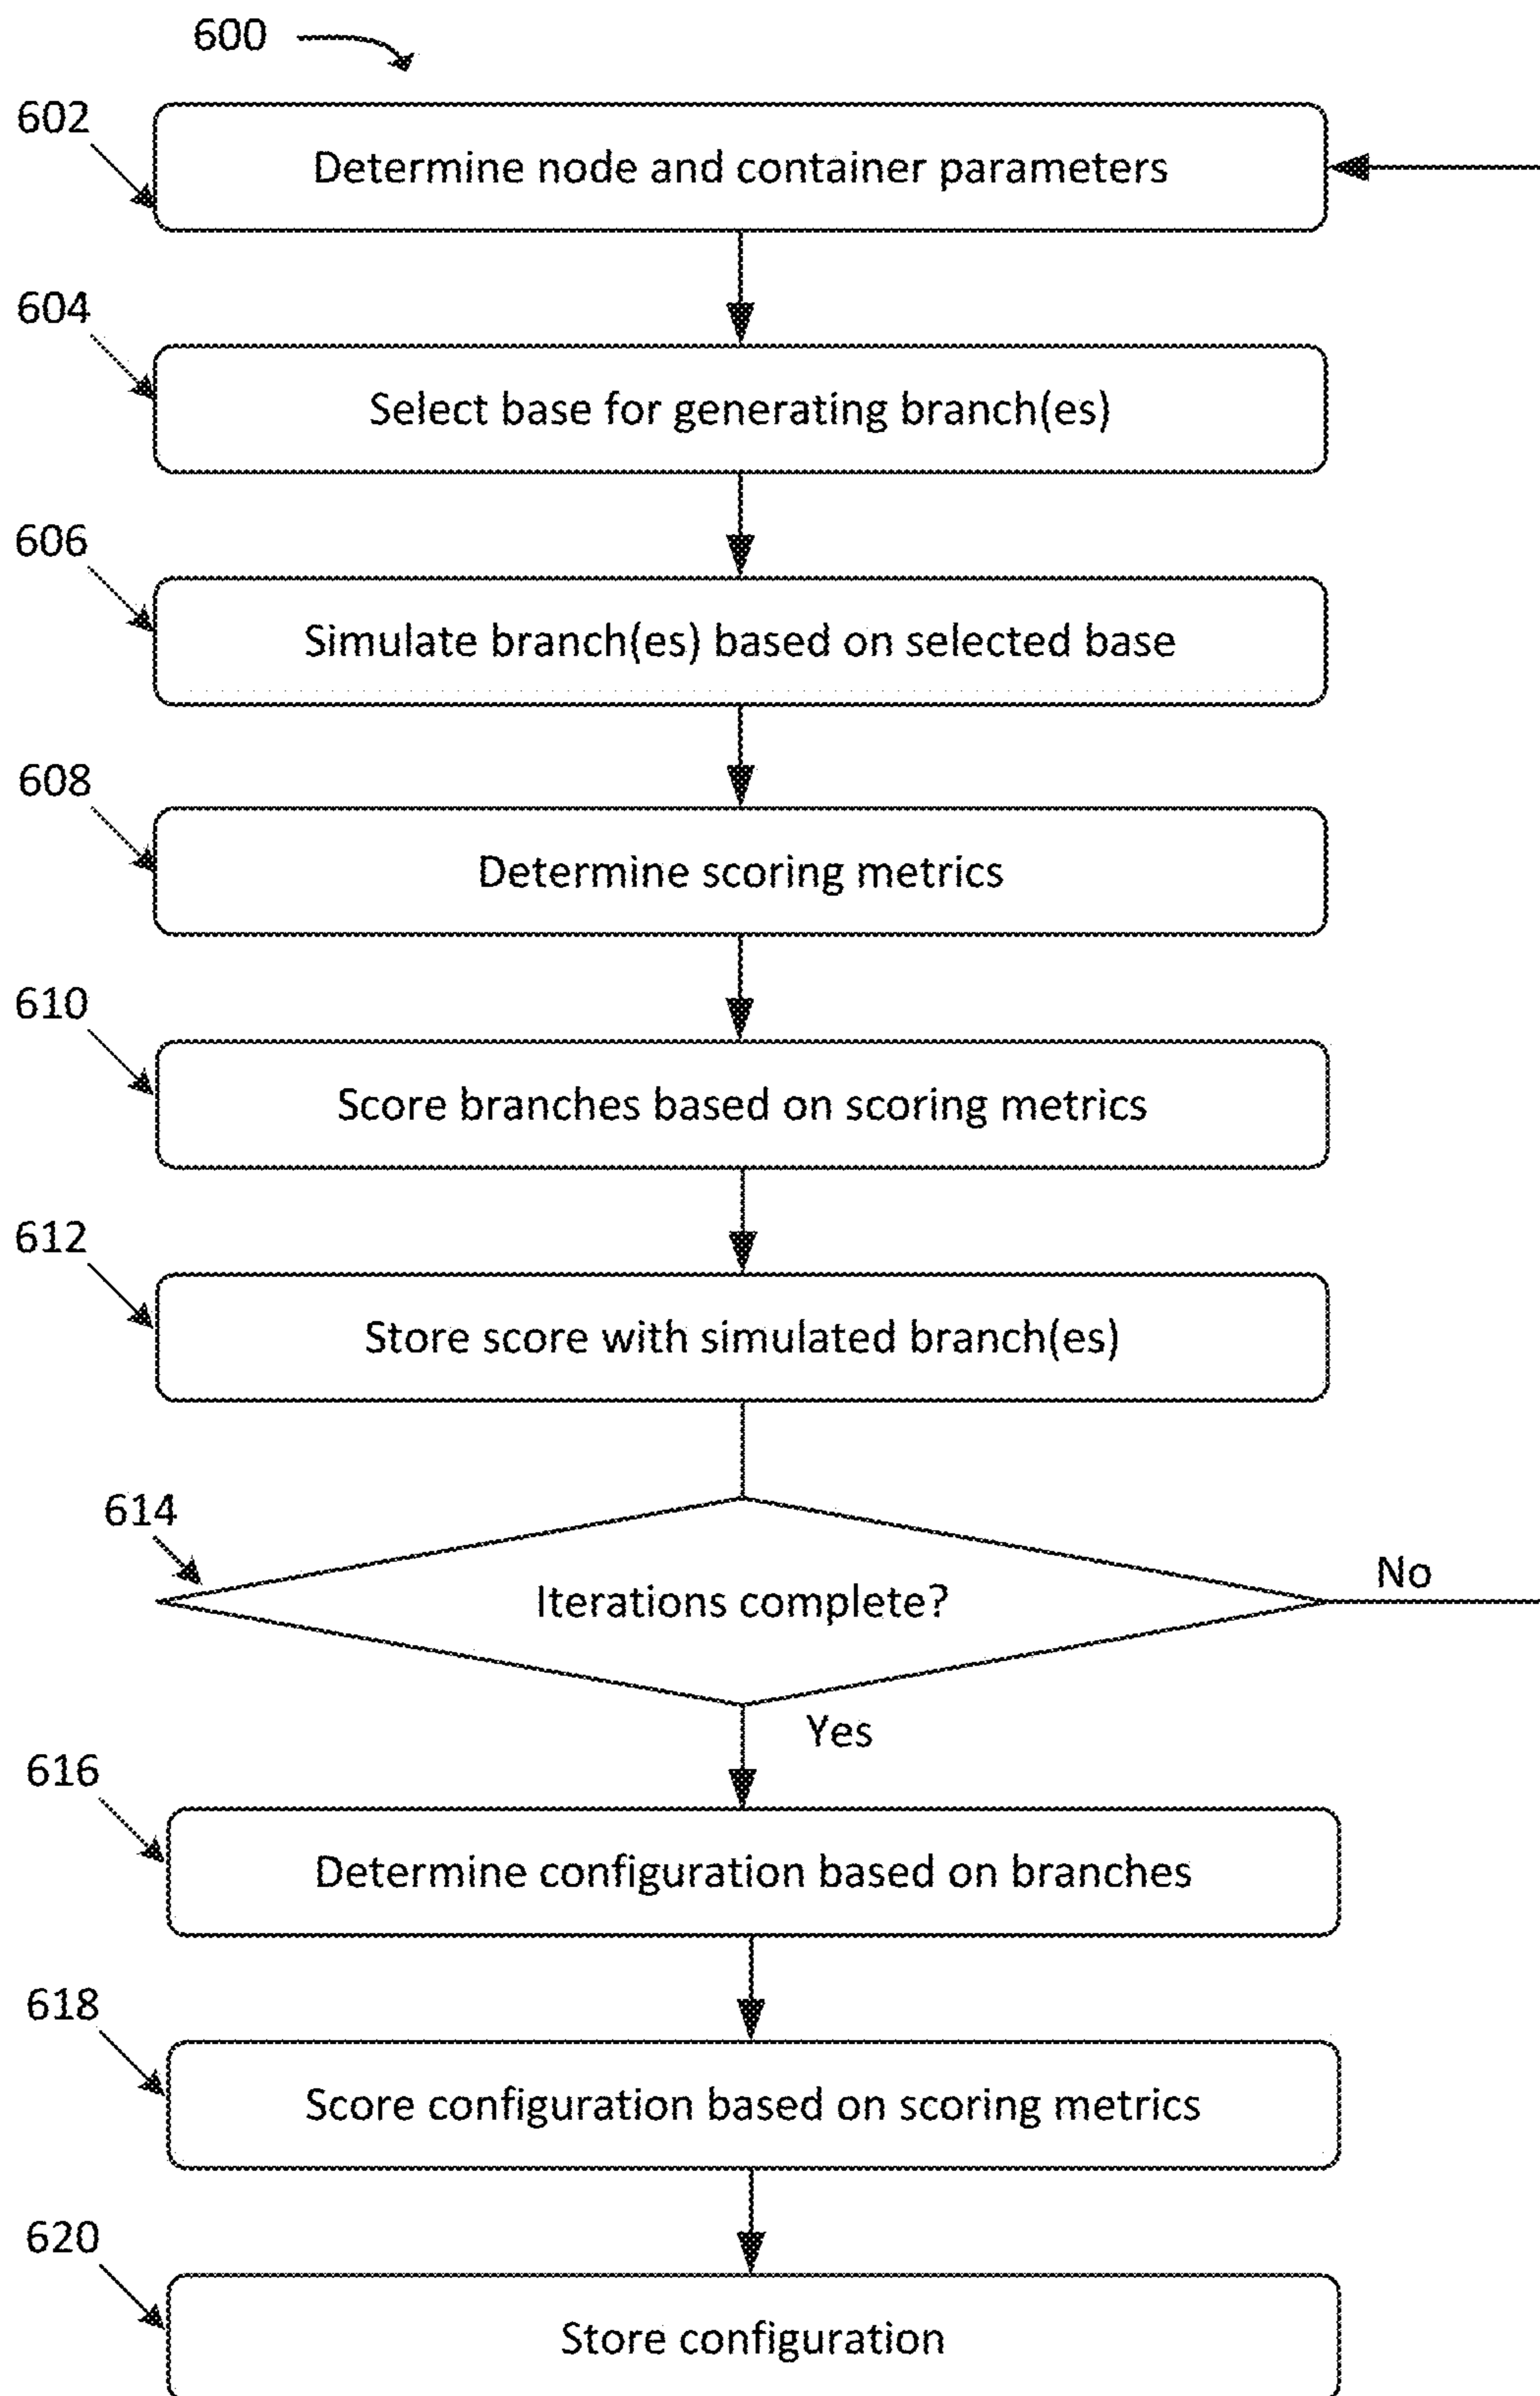 600
602
Determine node and container parameters
604
Select base for generating branch(es)
606
Simulate branch(es) based on selected base
608
Determine scoring metrics
610
Score branches based on scoring metrics
612
Store score with simulated branch(es)
614
Iterations complete?
No
Yes
616
Determine configuration based on branches
618
Score configuration based on scoring metrics
620
Store configuration